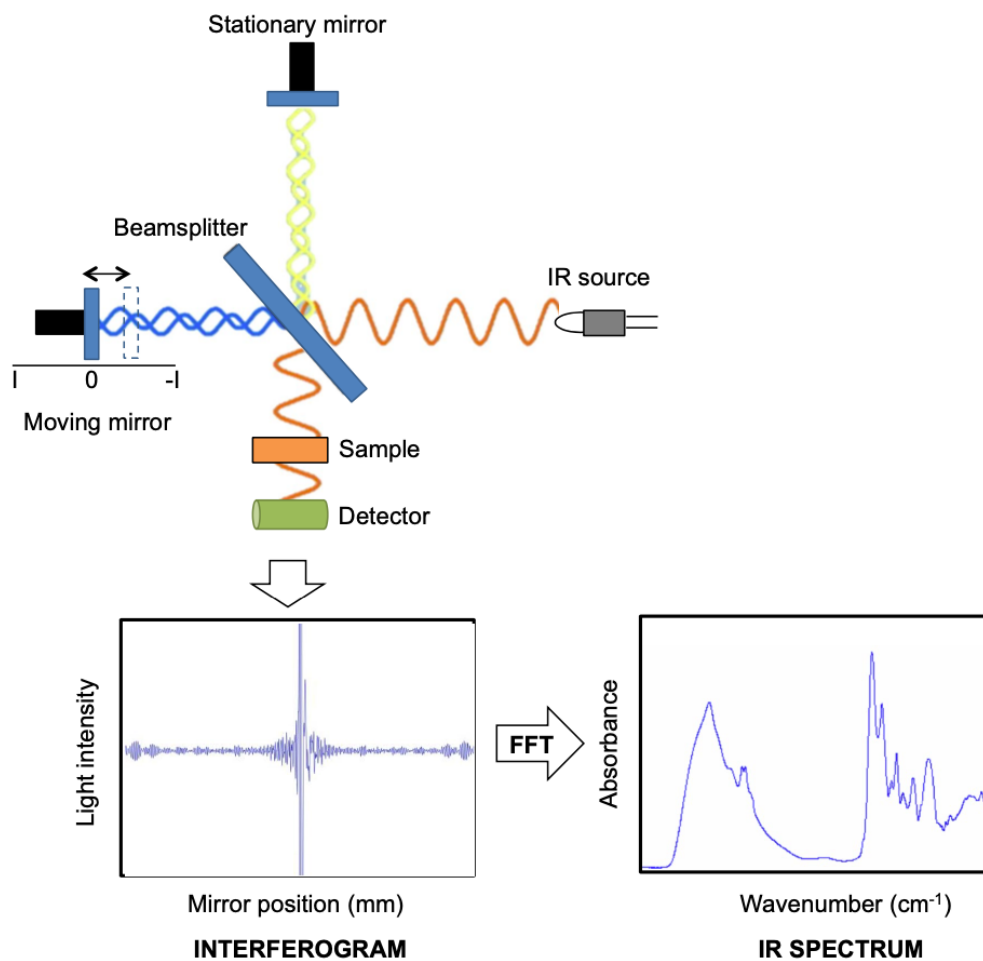 Stationary mirror
Beamsplitter
IR source
l 0 -l
Moving mirror
Sample
Detector
Light intensity
Mirror position (mm)
INTERFEROGRAM
FFT
Absorbance
Wavenumber (cm⁻¹)
IR SPECTRUM